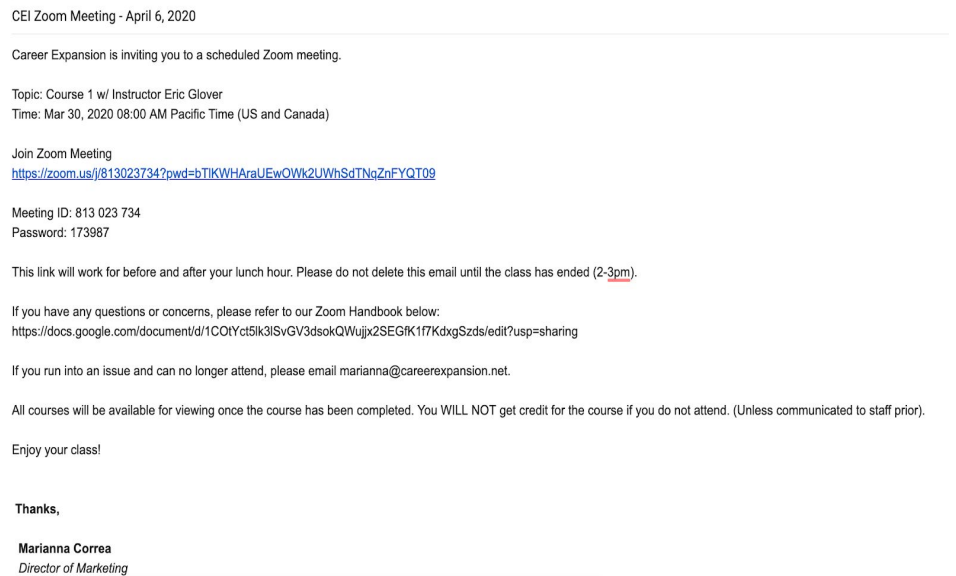 CEI Zoom Meeting - April 6, 2020
Career Expansion is inviting you to a scheduled Zoom meeting.
Topic: Course 1 w/ Instructor Eric Glover
Time: Mar 30, 2020 08:00 AM Pacific Time (US and Canada)
Join Zoom Meeting
https://zoom.us/j/813023734?pwd=bTlKWHAraUEwOWk2UWhSdTNqZnFYQT09
Meeting ID: 813 023 734
Password: 173987
This link will work for before and after your lunch hour. Please do not delete this email until the class has ended (2-3pm).
If you have any questions or concerns, please refer to our Zoom Handbook below:
https://docs.google.com/document/d/1COtYct5lk3lSvGV3dsokQWujjx2SEGfK1f7KdxgSzds/edit?usp=sharing
If you run into an issue and can no longer attend, please email marianna@careerexpansion.net.
All courses will be available for viewing once the course has been completed. You WILL NOT get credit for the course if you do not attend. (Unless communicated to staff prior).
Enjoy your class!
Thanks,
Marianna Correa
Director of Marketing